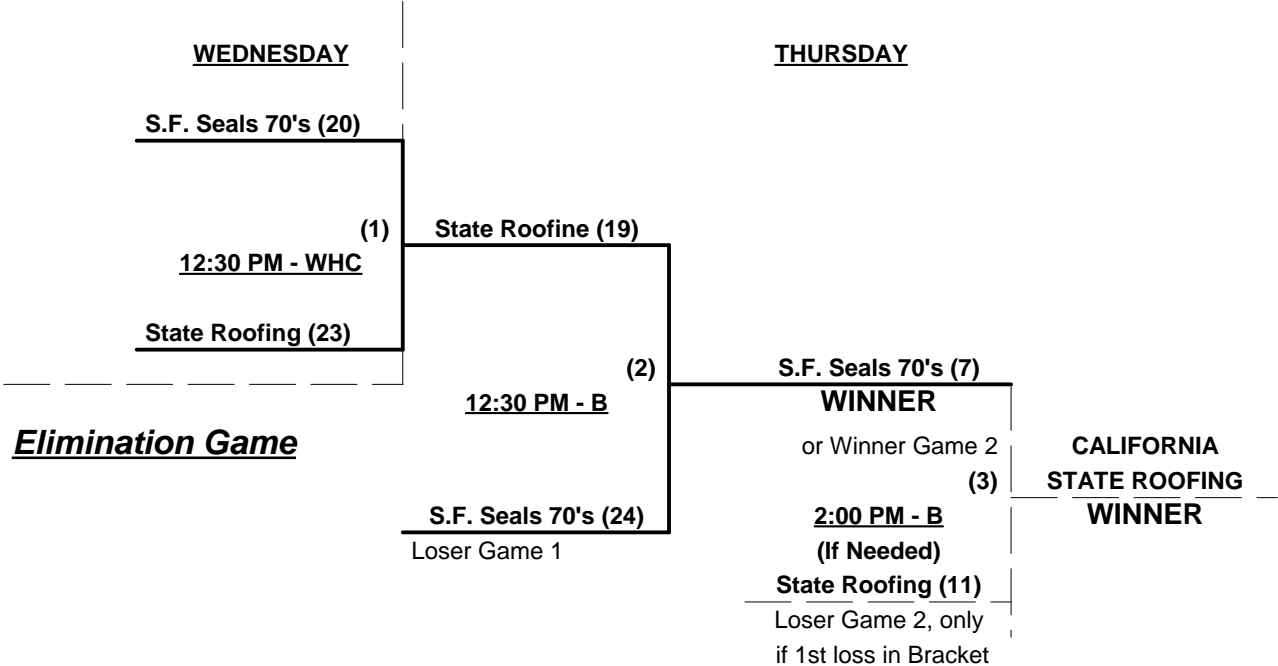 WEDNESDAY
THURSDAY
S.F. Seals 70's (20)
(1)
State Roofine (19)
12:30 PM - WHC
State Roofing (23)
(2)
S.F. Seals 70's (7)
12:30 PM - B
WINNER
Elimination Game
or Winner Game 2
CALIFORNIA
(3)
STATE ROOFING
S.F. Seals 70's (24)
2:00 PM - B
WINNER
Loser Game 1
(If Needed)
State Roofing (11)
Loser Game 2, only
if 1st loss in Bracket